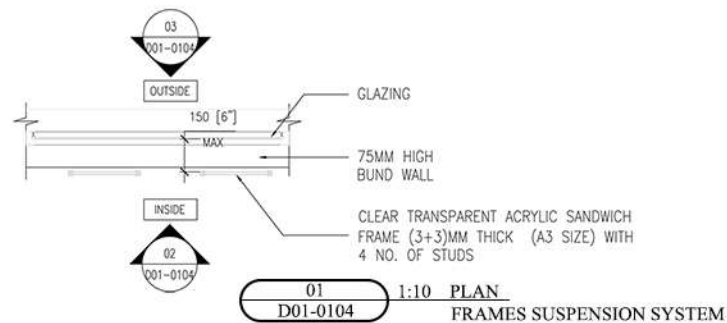 03
D01-0104
OUTSIDE
150 [6"]
MAX
GLAZING
75MM HIGH
BUND WALL
INSIDE
02
D01-0104
CLEAR TRANSPARENT ACRYLIC SANDWICH
FRAME (3+3)MM THICK (A3 SIZE) WITH
4 NO. OF STUDS
01
D01-0104
1:10 PLAN
FRAMES SUSPENSION SYSTEM